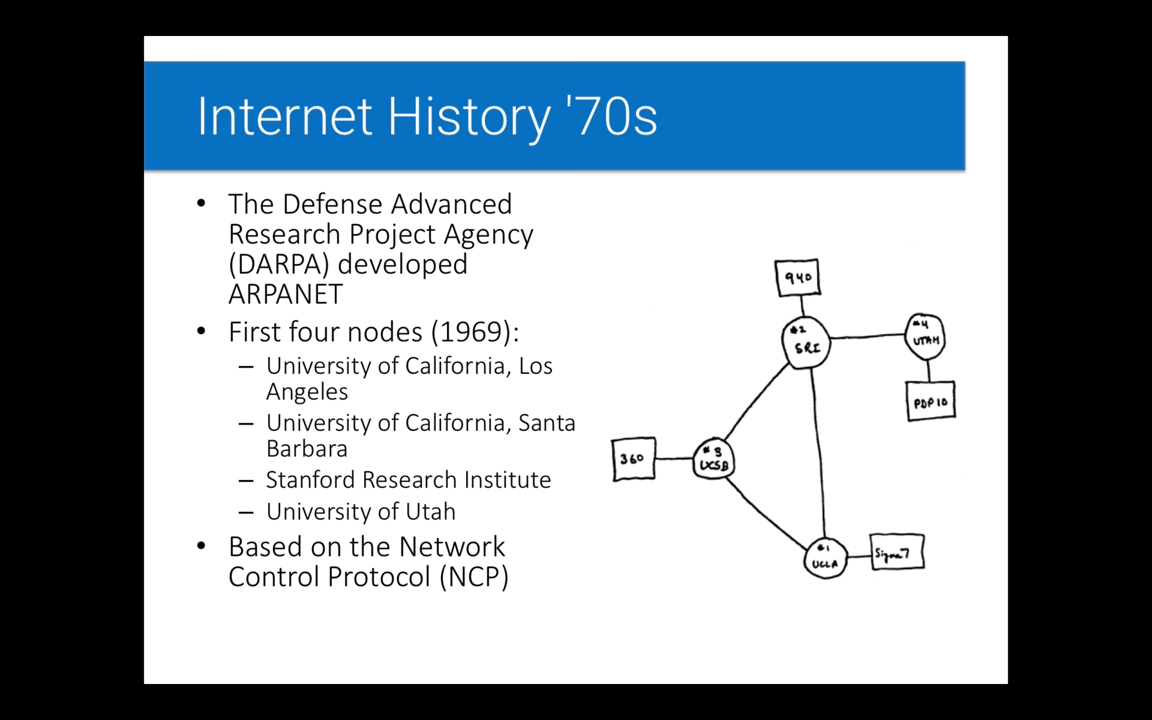 Internet History '70s
• The Defense Advanced
Research Project Agency
(DARPA) developed
ARPANET
• First four nodes (1969):
– University of California, Los
Angeles
– University of California, Santa
Barbara
– Stanford Research Institute
– University of Utah
• Based on the Network
Control Protocol (NCP)
940
#2
SRI
#4
UTAH
PDP10
360
#3
UCSB
#1
UCLA
Sigma7